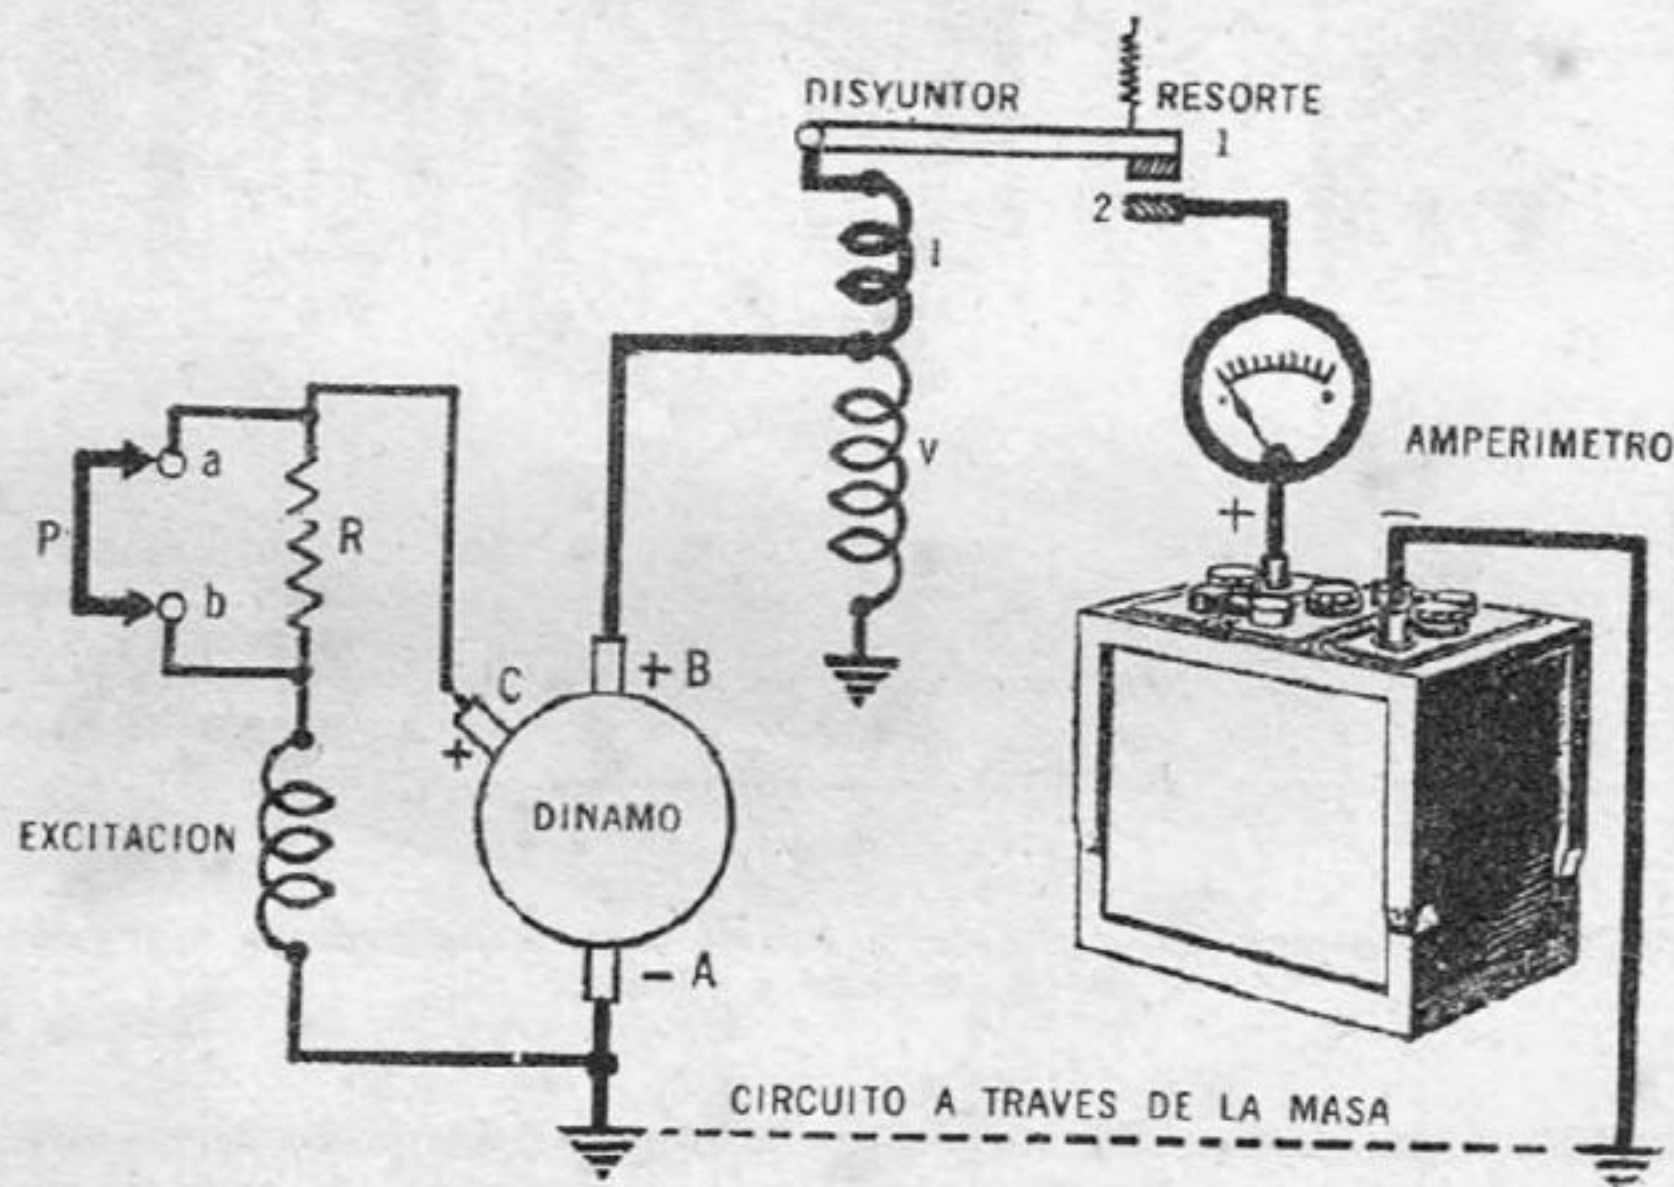 DISYUNTOR
RESORTE
1
2
I
V
AMPERIMETRO
+
−
a
P
R
b
+ B
C
+
DINAMO
EXCITACION
− A
CIRCUITO A TRAVES DE LA MASA